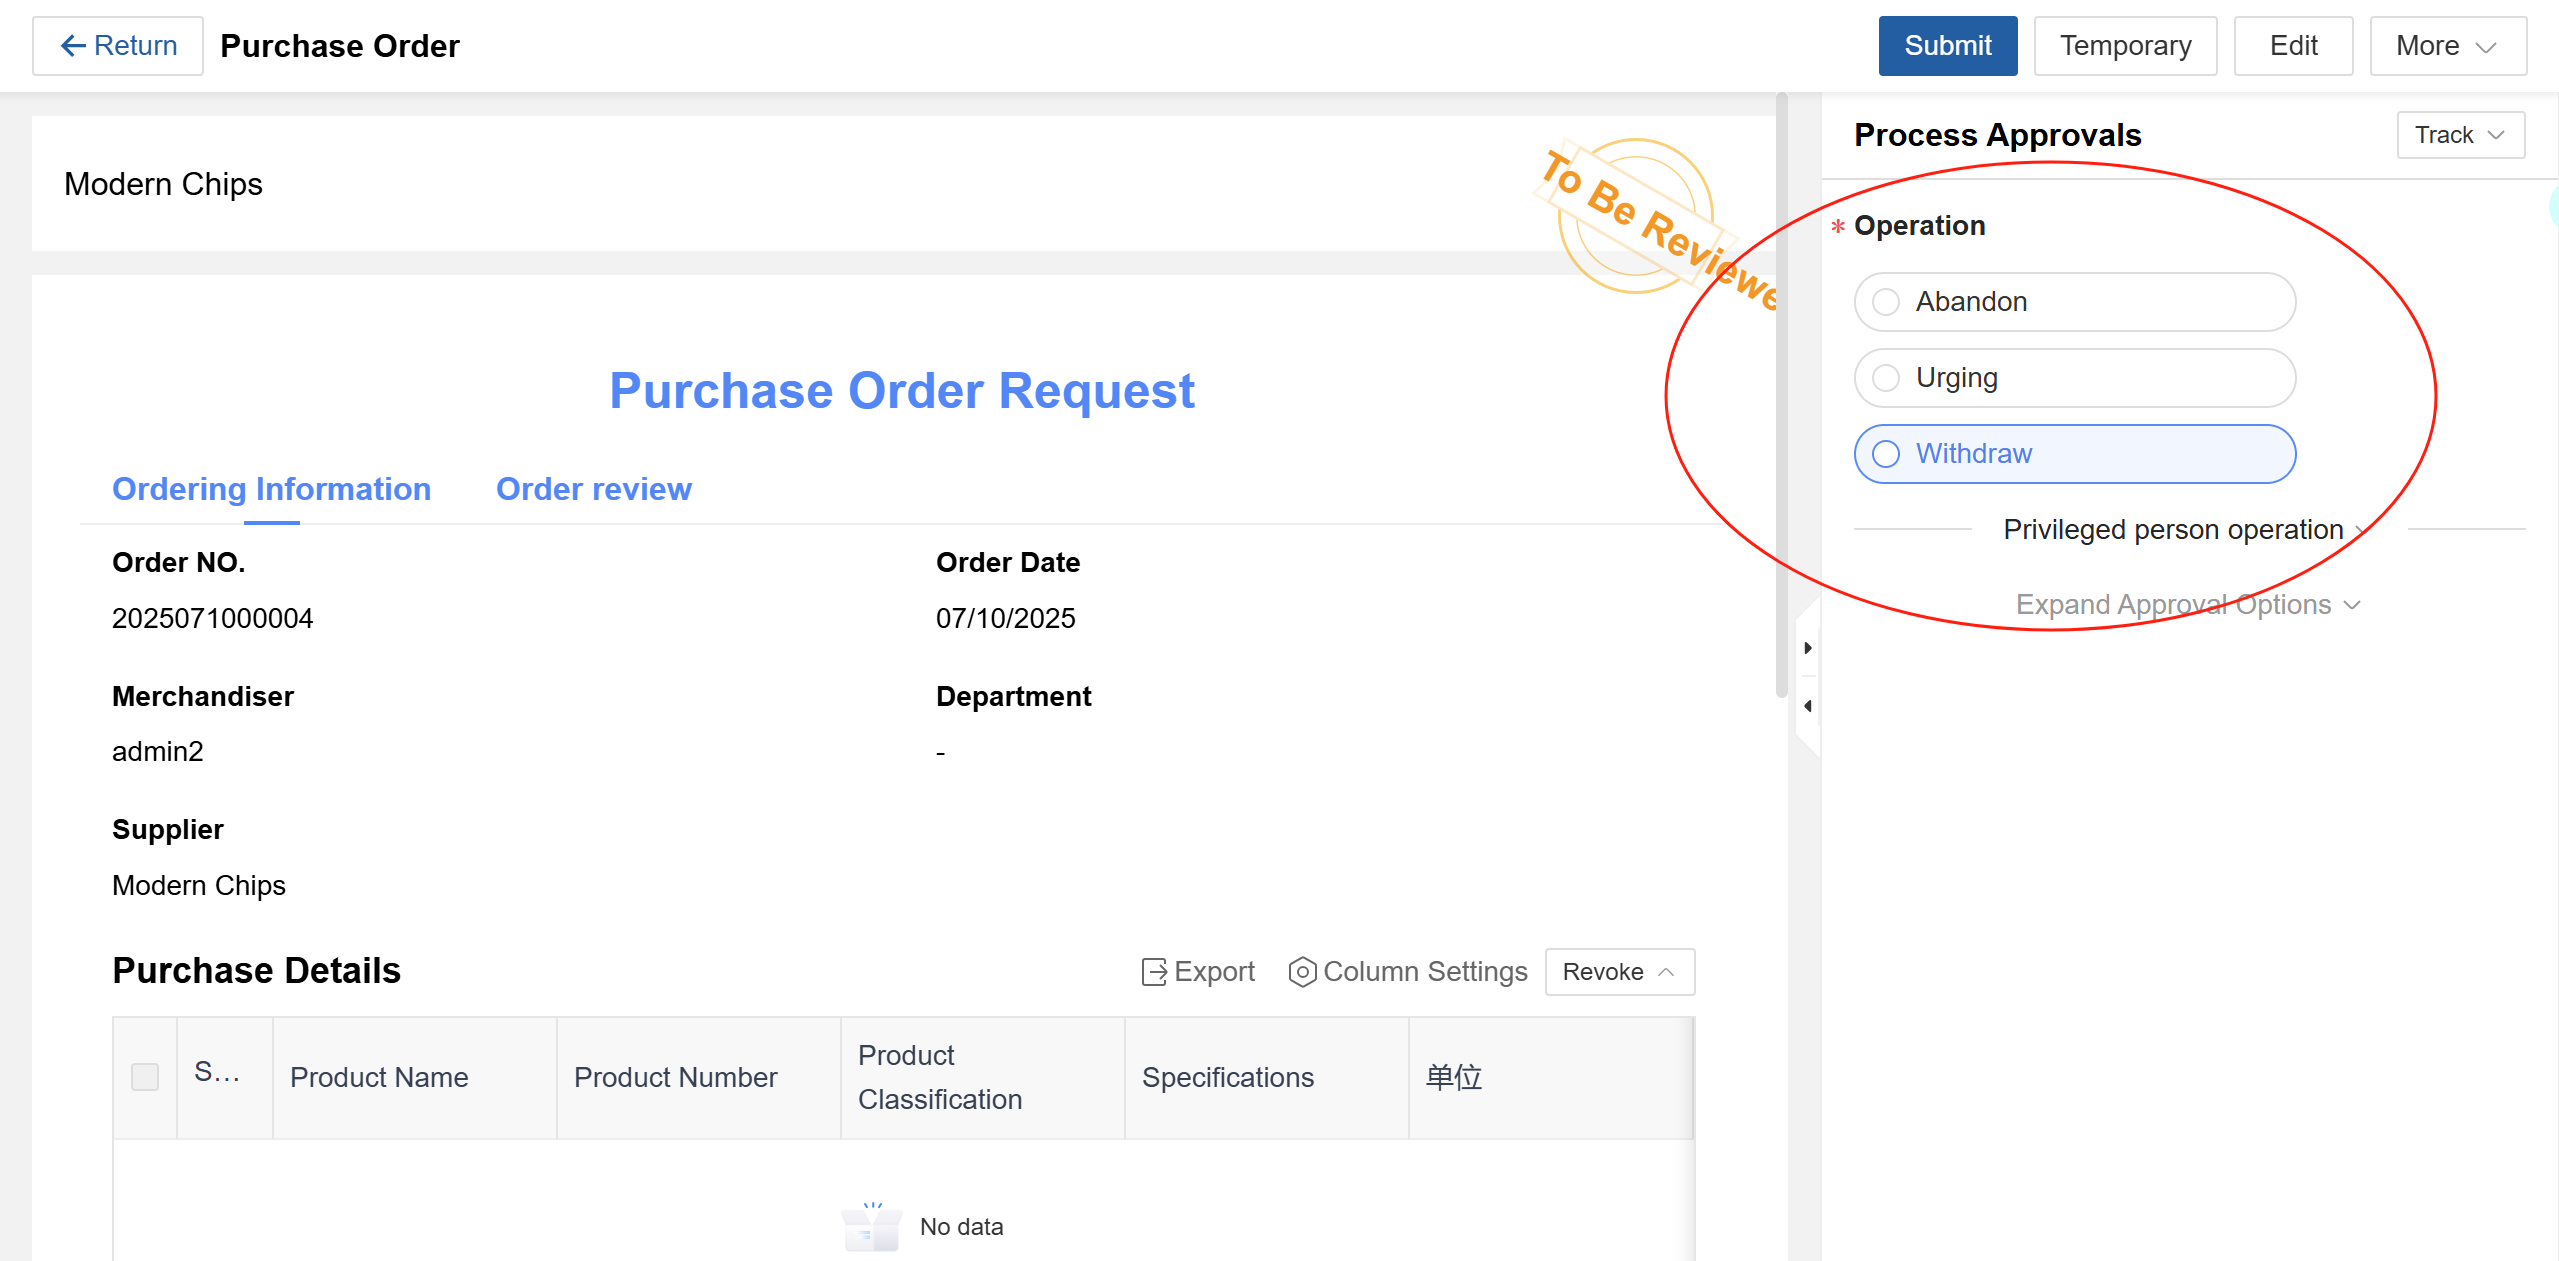 Return
Purchase Order
Submit
Temporary
Edit
More
Modern Chips
To Be Reviewe
Process Approvals
Track
* Operation
Abandon
Urging
Withdraw
Privileged person operation
Expand Approval Options
Purchase Order Request
Ordering Information
Order review
Order NO.
Order Date
2025071000004
07/10/2025
Merchandiser
Department
admin2
-
Supplier
Modern Chips
Purchase Details
Export
Column Settings
Revoke
S...
Product Name
Product Number
Product
Classification
Specifications
单位
No data